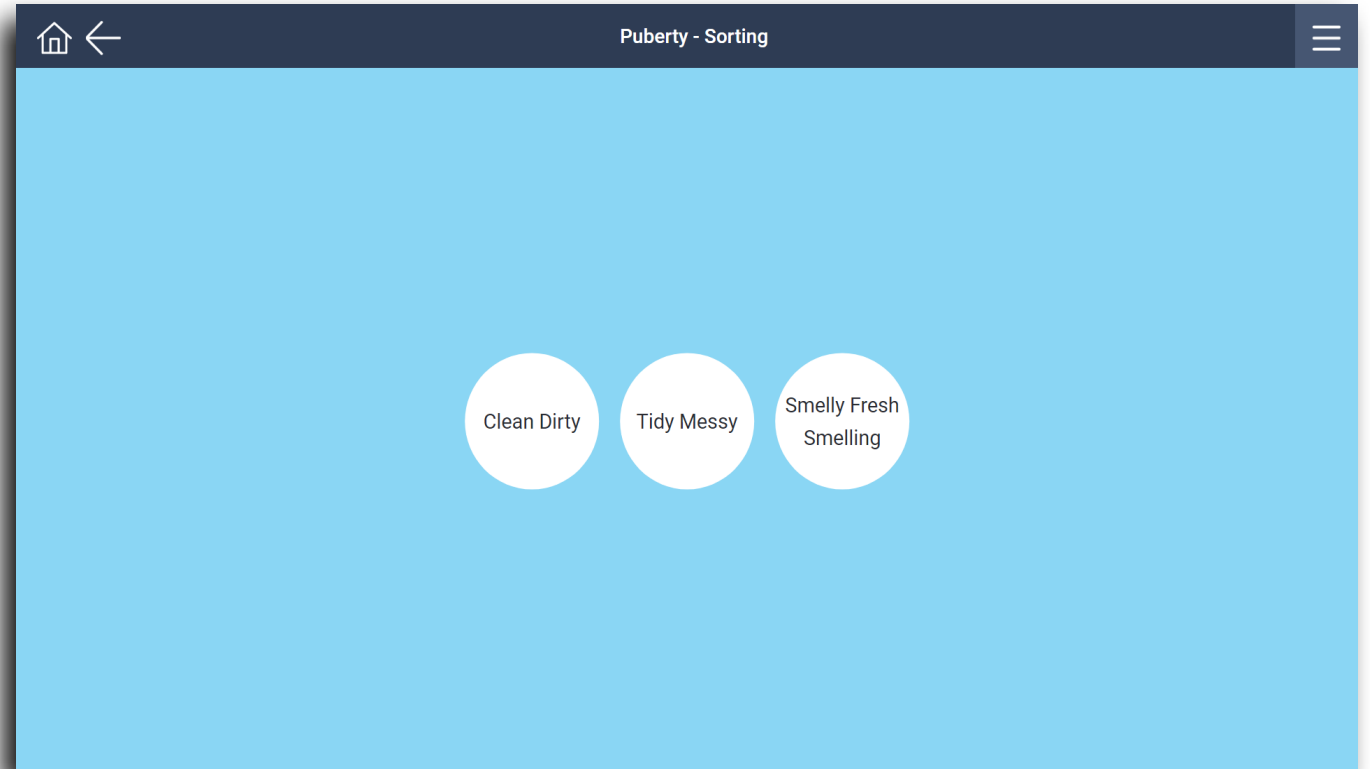 Puberty - Sorting
Clean Dirty
Tidy Messy
Smelly Fresh
Smelling